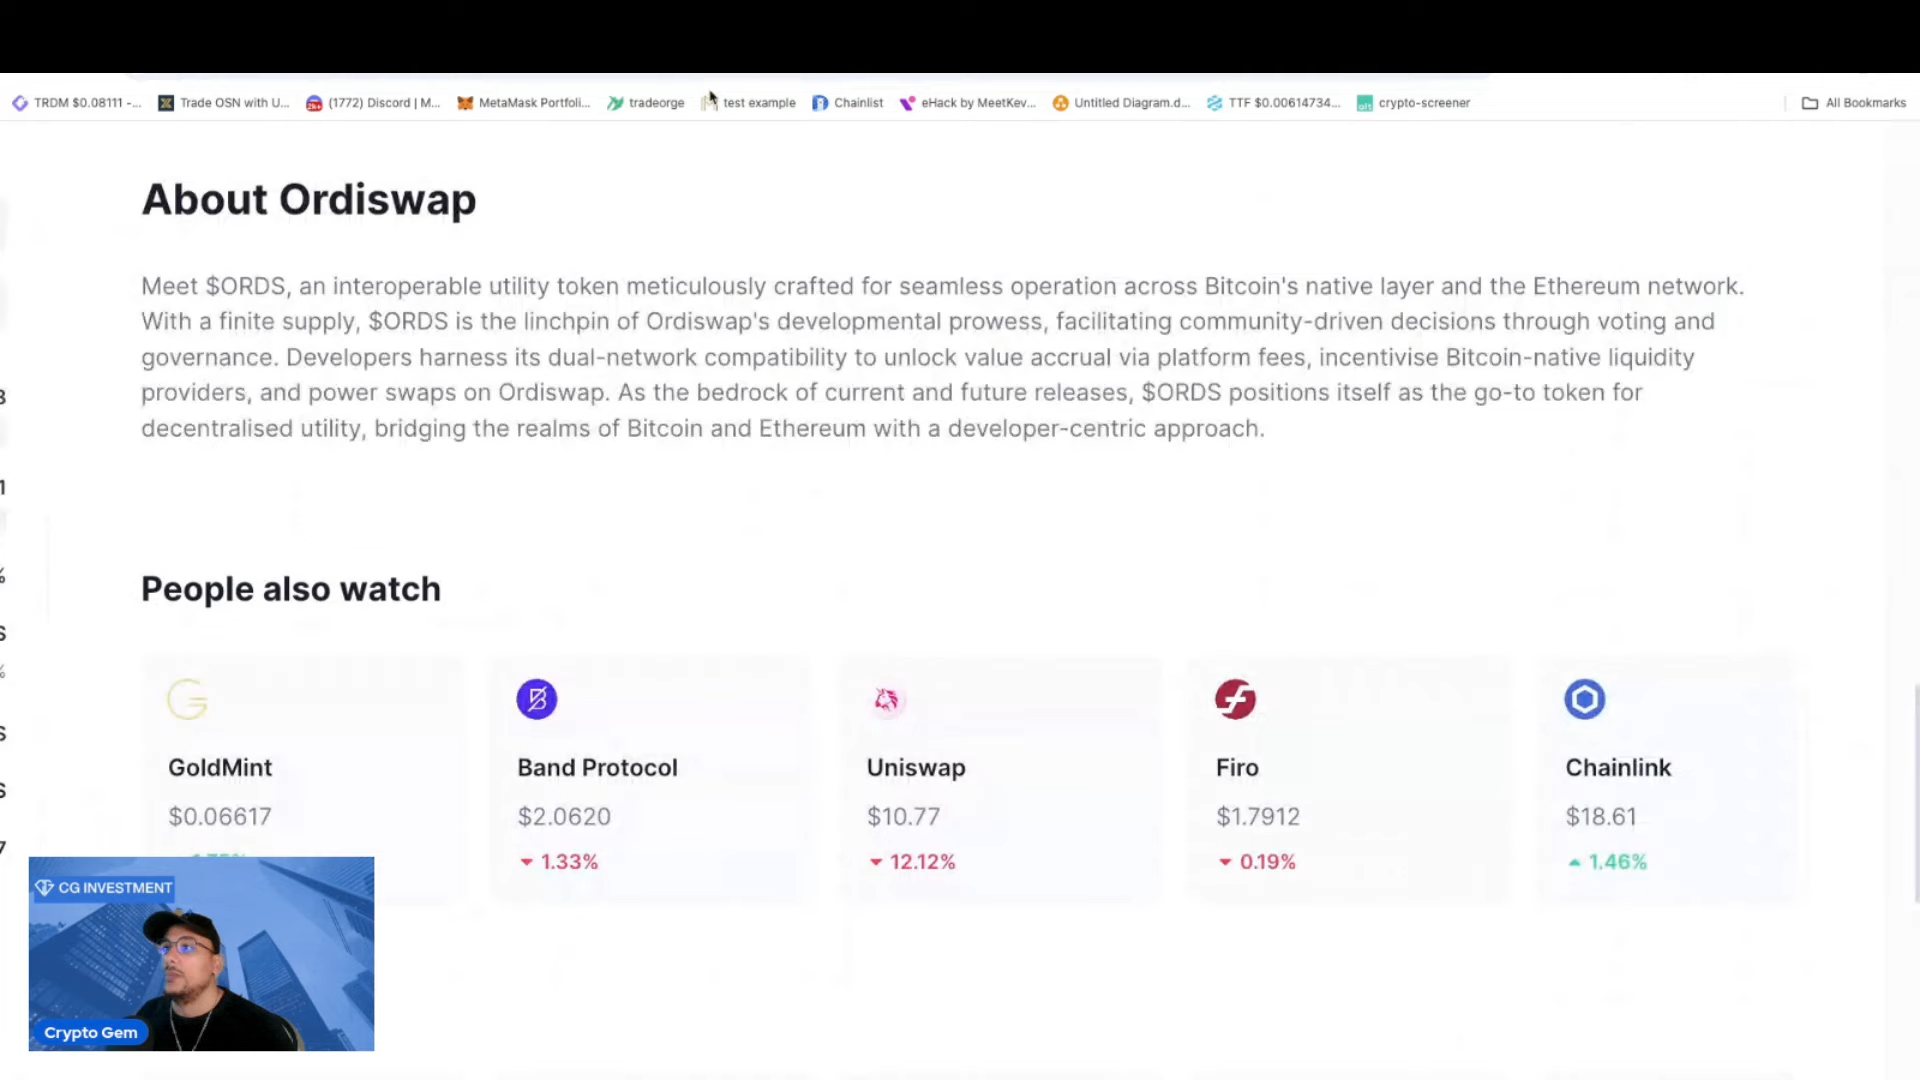 TRDM $0.08111 -...
Trade OSN with U...
(1772) Discord | M...
MetaMask Portfoli...
tradeorge
test example
Chainlist
eHack by MeetKev...
Untitled Diagram.d...
TTF $0.00614734...
crypto-screener
All Bookmarks
About Ordiswap
Meet $ORDS, an interoperable utility token meticulously crafted for seamless operation across Bitcoin's native layer and the Ethereum network.
With a finite supply, $ORDS is the linchpin of Ordiswap's developmental prowess, facilitating community-driven decisions through voting and
governance. Developers harness its dual-network compatibility to unlock value accrual via platform fees, incentivise Bitcoin-native liquidity
providers, and power swaps on Ordiswap. As the bedrock of current and future releases, $ORDS positions itself as the go-to token for
decentralised utility, bridging the realms of Bitcoin and Ethereum with a developer-centric approach.
People also watch
GoldMint
$0.06617
Band Protocol
$2.0620
1.33%
Uniswap
$10.77
12.12%
Firo
$1.7912
0.19%
Chainlink
$18.61
1.46%
CG INVESTMENT
Crypto Gem